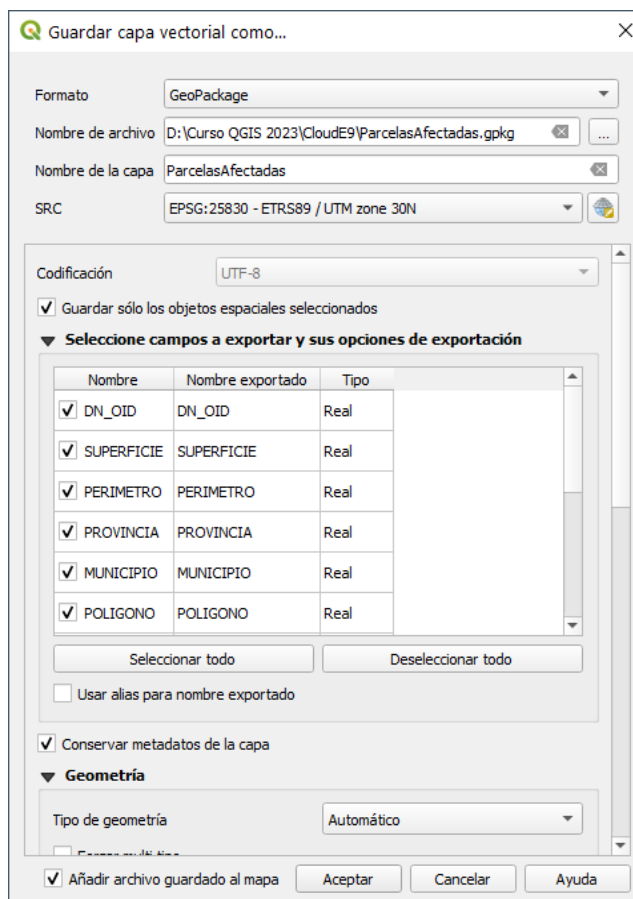 Guardar capa vectorial como...
Formato GeoPackage
Nombre de archivo D:\Curso QGIS 2023\CloudE9\ParcelasAfectadas.gpkg ...
Nombre de la capa ParcelasAfectadas
SRC EPSG:25830 - ETRS89 / UTM zone 30N
Codificación UTF-8
Guardar sólo los objetos espaciales seleccionados
Seleccione campos a exportar y sus opciones de exportación
Nombre Nombre exportado Tipo
DN_OID DN_OID Real
SUPERFICIE SUPERFICIE Real
PERIMETRO PERIMETRO Real
PROVINCIA PROVINCIA Real
MUNICIPIO MUNICIPIO Real
POLIGONO POLIGONO Real
Seleccionar todo Deseleccionar todo
Usar alias para nombre exportado
Conservar metadatos de la capa
Geometría
Tipo de geometría Automático
Forzar multi tipo
Añadir archivo guardado al mapa Aceptar Cancelar Ayuda